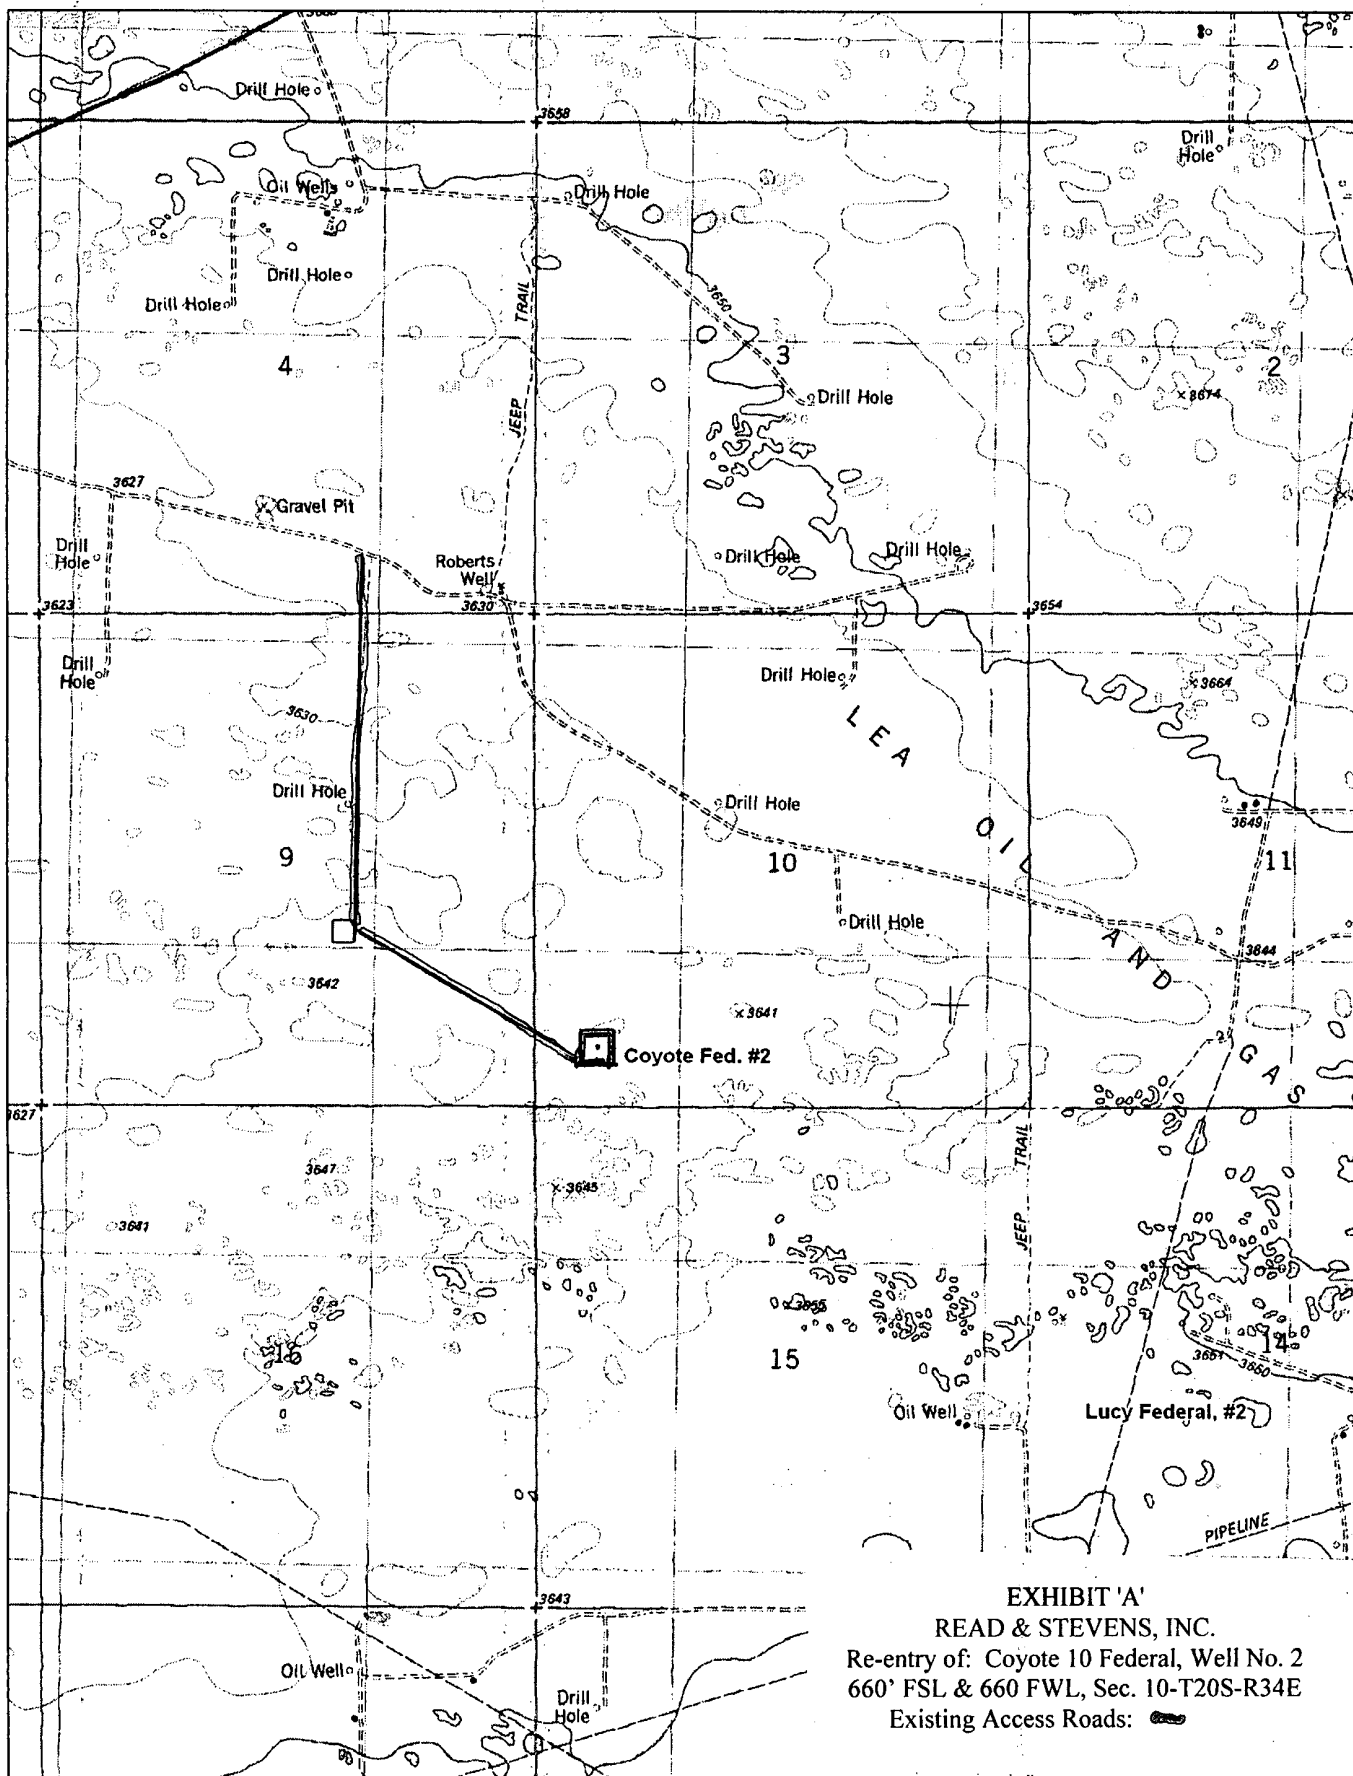 Drill Hole
3658
Drill
Hole
Oil Wells
Drill Hole
Drill Hole
Drill Hole
TRAIL
JEEP
3650
4
3
2
3674
Drill Hole
3627
Gravel Pit
Drill
Hole
Roberts
Well
Drill Hole
Drill Hole
3623
3630
3654
Drill
Hole
Drill Hole
3664
3630
LEA OIL AND GAS
Drill Hole
Drill Hole
3649
9
10
11
Drill Hole
3644
3642
3641
Coyote Fed. #2
3627
TRAIL
JEEP
3647
3645
3641
3655
16
15
14
3651
3650
Oil Well
Lucy Federal, #2
PIPELINE
3643
Oil Well
Drill
Hole
EXHIBIT 'A'
READ & STEVENS, INC.
Re-entry of: Coyote 10 Federal, Well No. 2
660' FSL & 660 FWL, Sec. 10-T20S-R34E
Existing Access Roads: